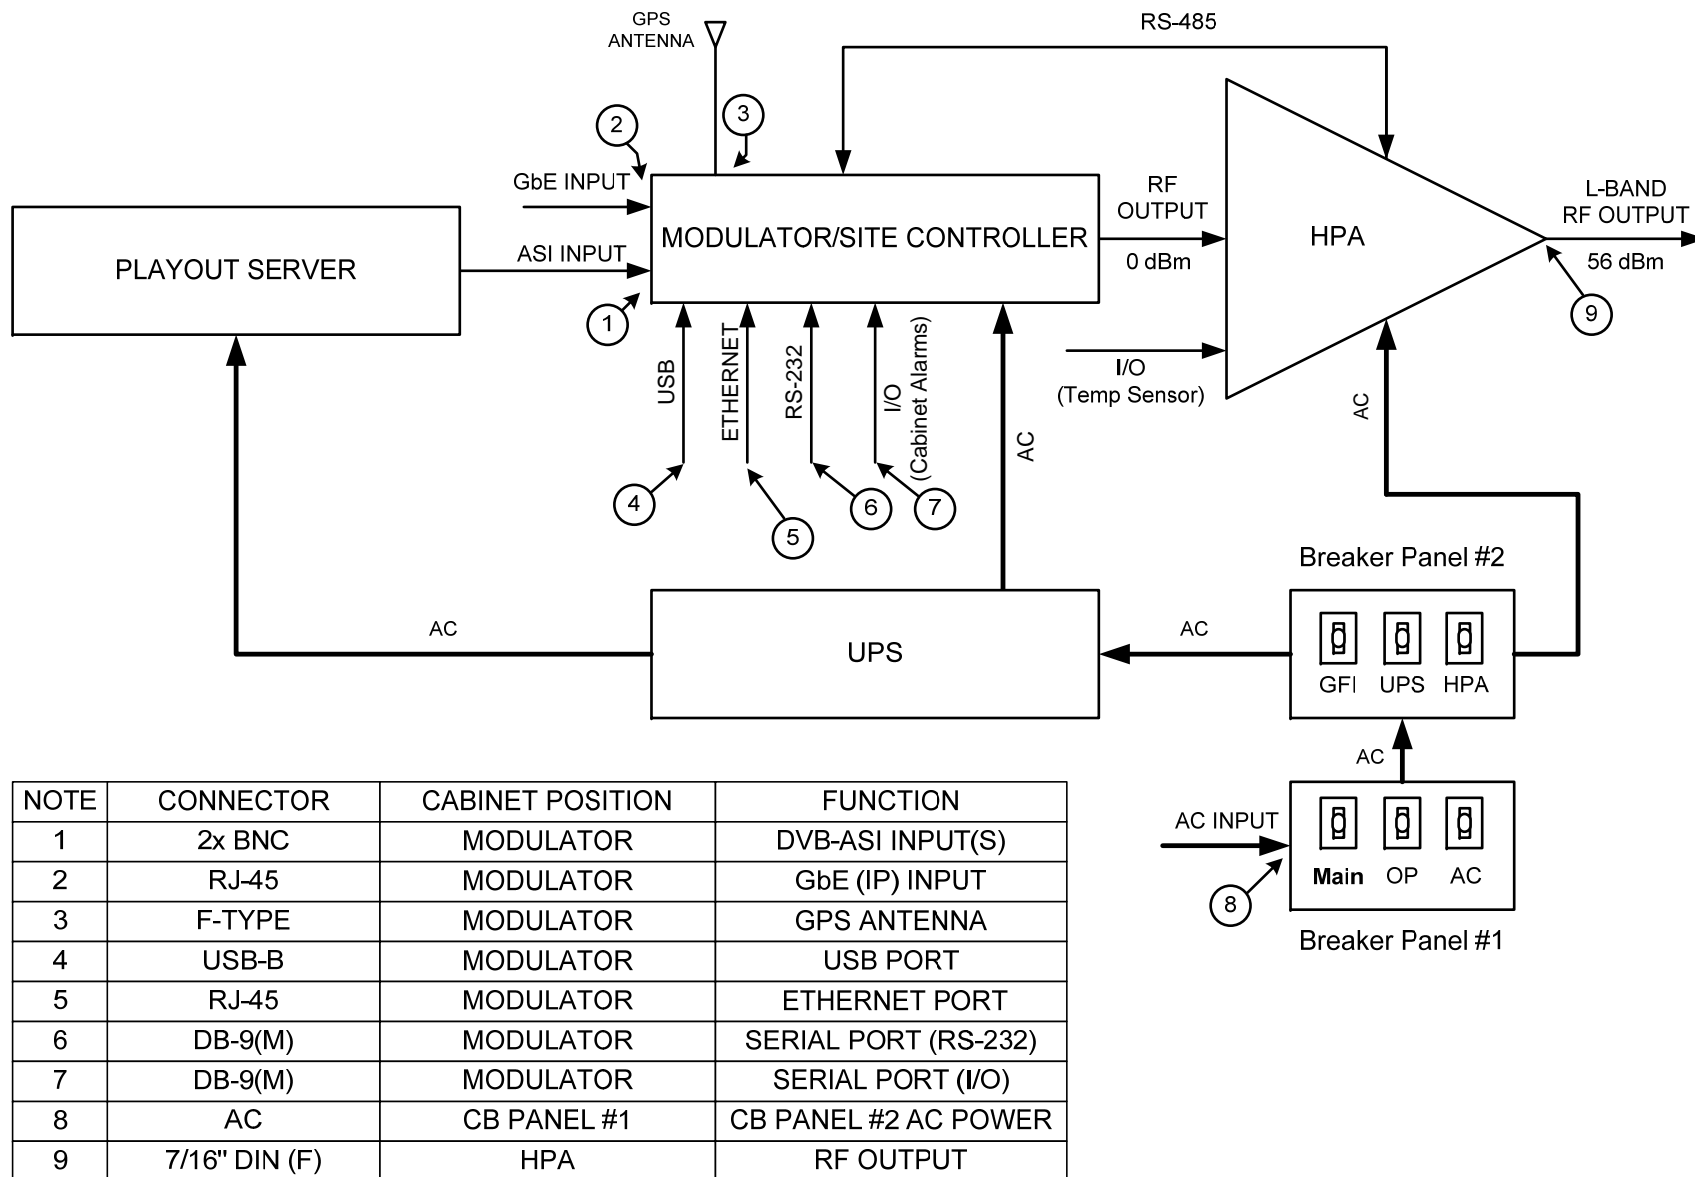 GPS
ANTENNA
RS-485
2
3
GbE INPUT
RF
OUTPUT
L-BAND
RF OUTPUT
PLAYOUT SERVER
ASI INPUT
MODULATOR/SITE CONTROLLER
0 dBm
HPA
56 dBm
1
9
USB
ETHERNET
RS-232
I/O
(Cabinet Alarms)
AC
I/O
(Temp Sensor)
AC
4
5
6
7
Breaker Panel #2
AC
UPS
AC
GFI UPS HPA
AC
AC INPUT
8
Main OP AC
Breaker Panel #1
NOTE CONNECTOR CABINET POSITION FUNCTION
1 2x BNC MODULATOR DVB-ASI INPUT(S)
2 RJ-45 MODULATOR GbE (IP) INPUT
3 F-TYPE MODULATOR GPS ANTENNA
4 USB-B MODULATOR USB PORT
5 RJ-45 MODULATOR ETHERNET PORT
6 DB-9(M) MODULATOR SERIAL PORT (RS-232)
7 DB-9(M) MODULATOR SERIAL PORT (I/O)
8 AC CB PANEL #1 CB PANEL #2 AC POWER
9 7/16" DIN (F) HPA RF OUTPUT